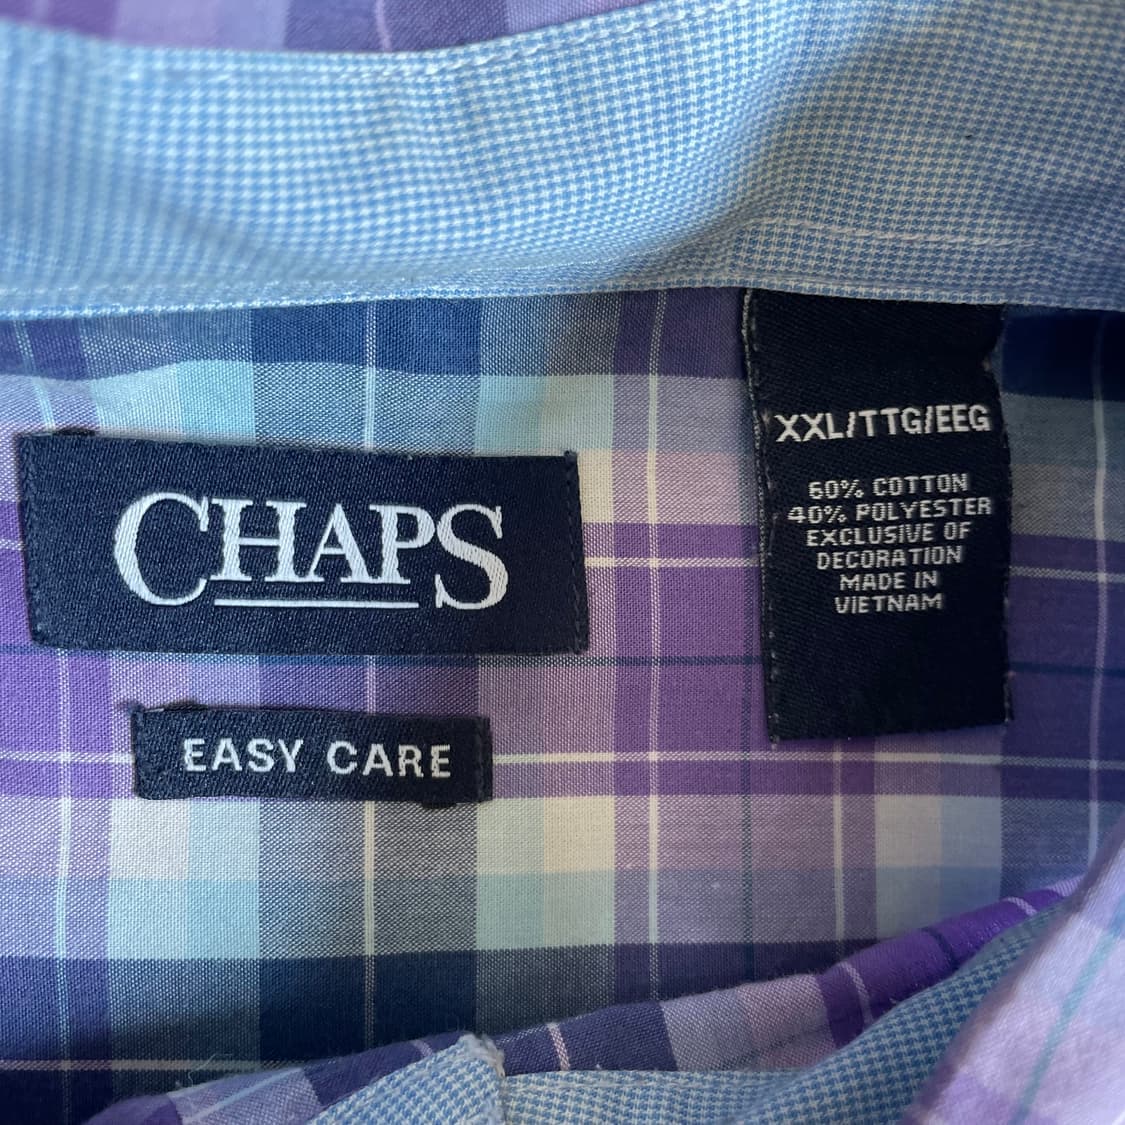 CHAPS
EASY CARE
XXL/TTG/EEG
60% COTTON
40% POLYESTER
EXCLUSIVE OF
DECORATION
MADE IN
VIETNAM